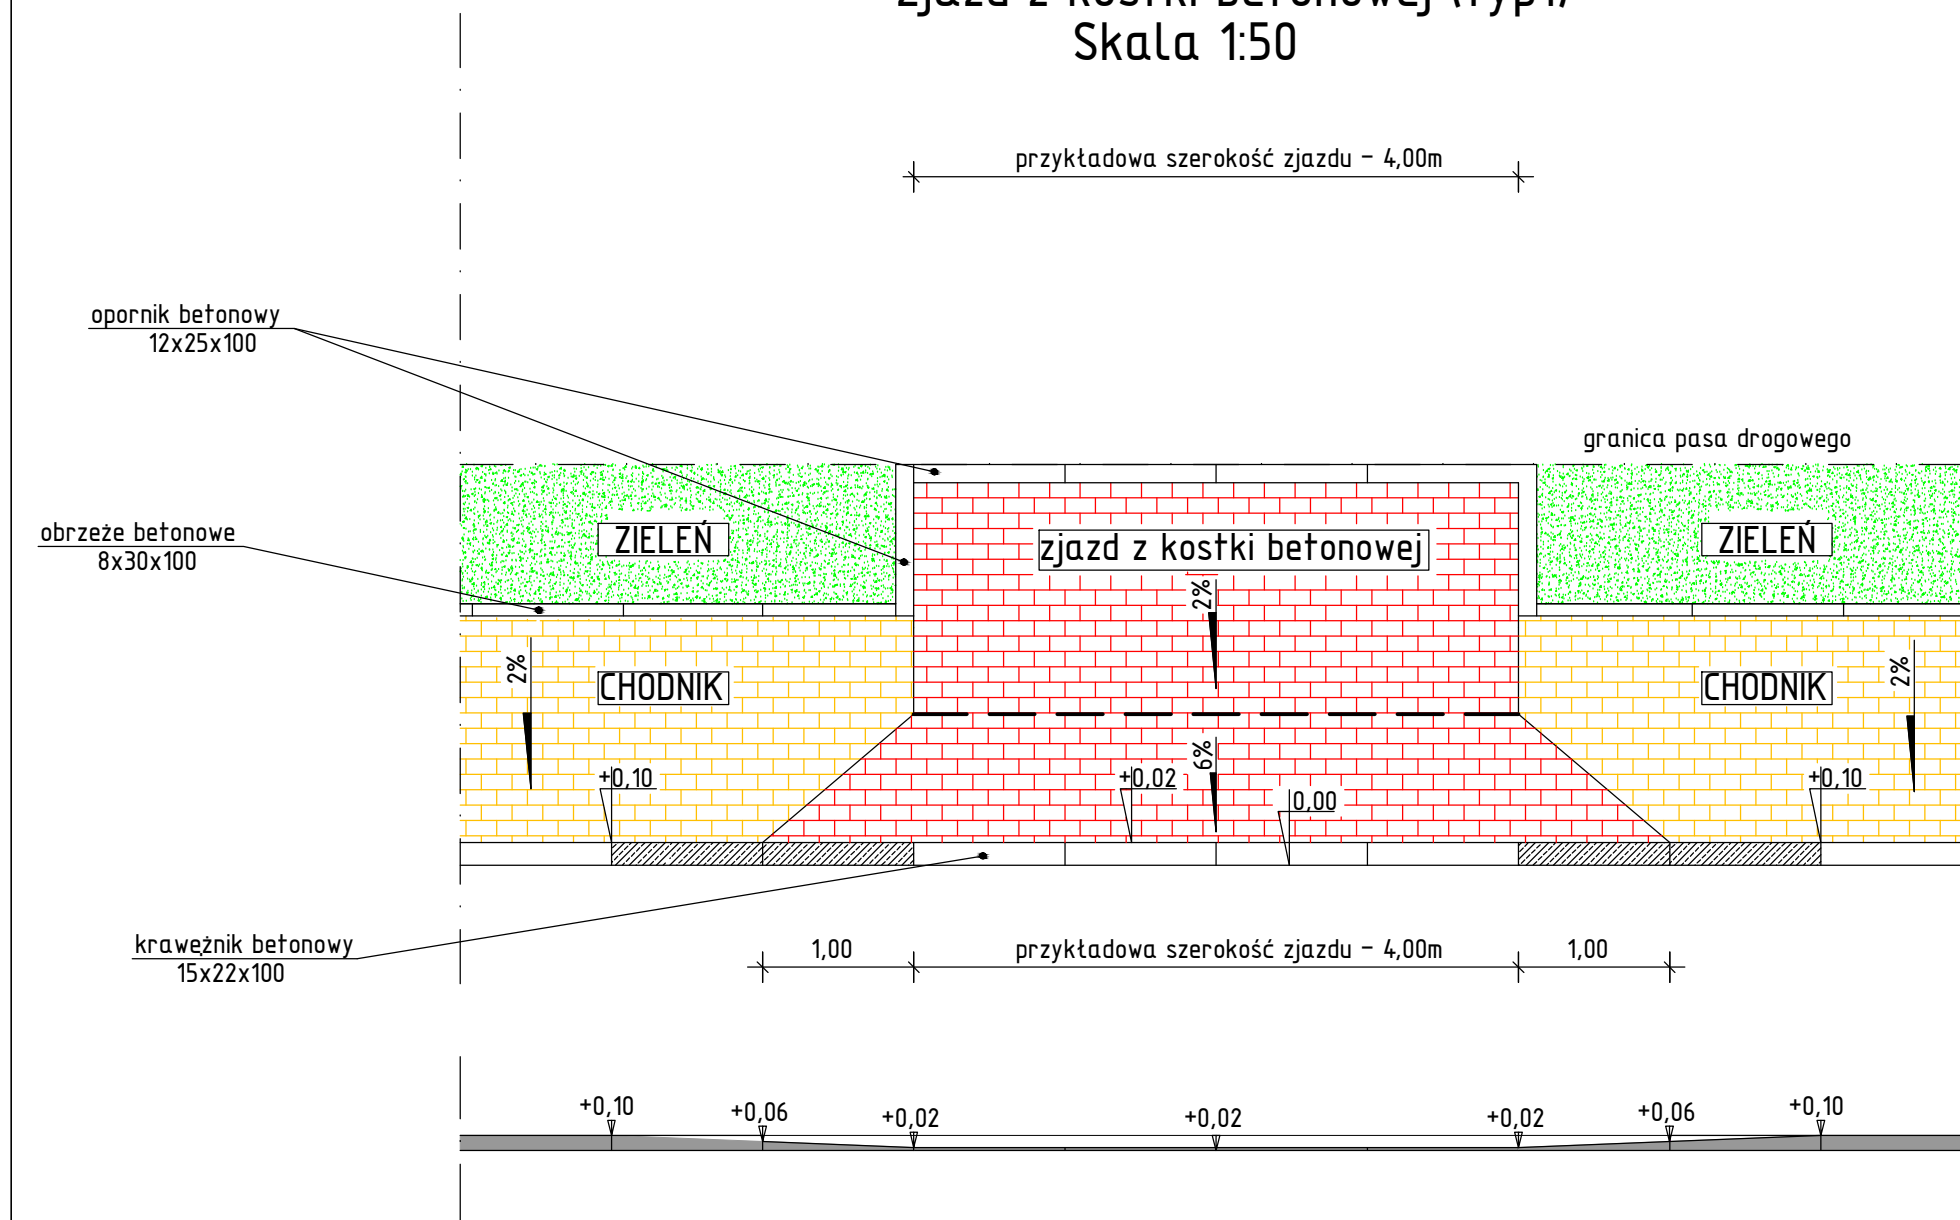 Skala 1:50
przykładowa szerokość zjazdu - 4,00m
opornik betonowy
12x25x100
granica pasa drogowego
obrzeże betonowe
8x30x100
ZIELEŃ
zjazd z kostki betonowej
ZIELEŃ
2%
2%
CHODNIK
CHODNIK
2%
6%
+0,10
+0,02
0,00
+0,10
krawężnik betonowy
15x22x100
1,00
przykładowa szerokość zjazdu - 4,00m
1,00
+0,10
+0,06
+0,02
+0,02
+0,02
+0,06
+0,10